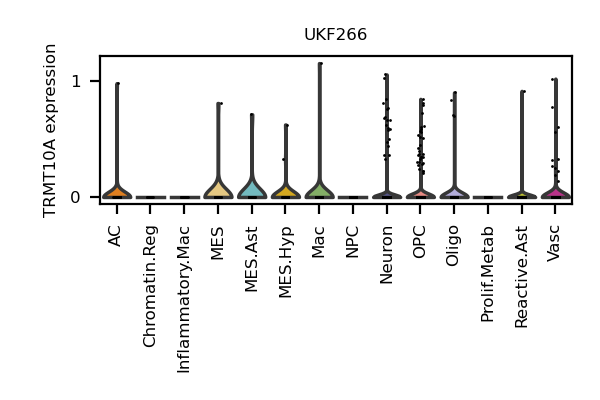 UKF266
TRMT10A expression
1
0
AC
Chromatin.Reg
Inflammatory.Mac
MES
MES.Ast
MES.Hyp
Mac
NPC
Neuron
OPC
Oligo
Prolif.Metab
Reactive.Ast
Vasc